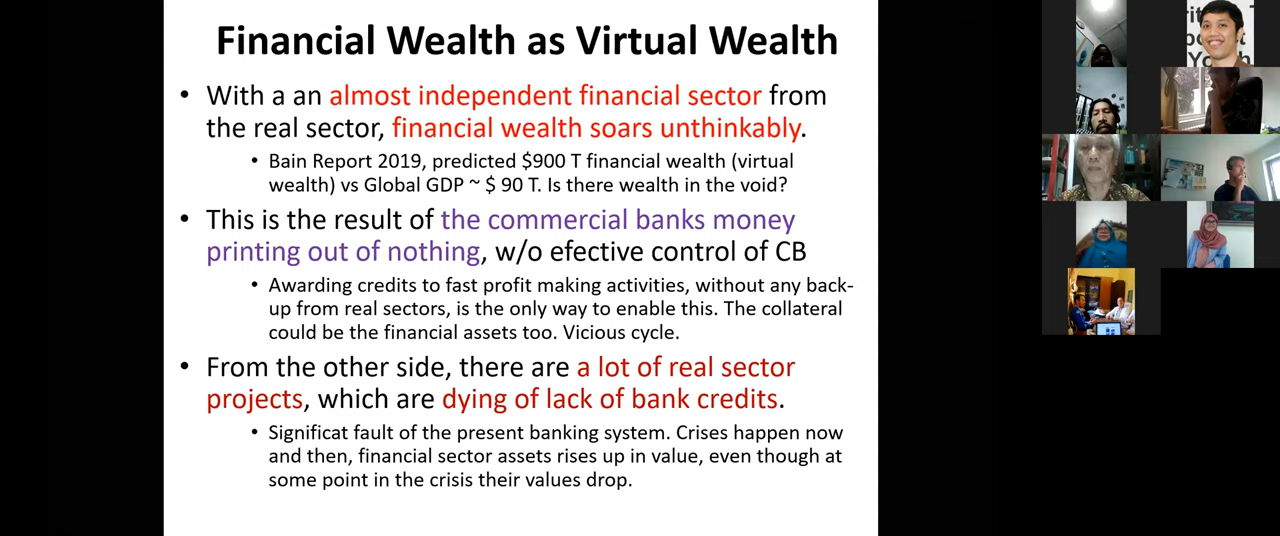 Financial Wealth as Virtual Wealth
• With a an almost independent financial sector from
the real sector, financial wealth soars unthinkably.
• Bain Report 2019, predicted $900 T financial wealth (virtual
wealth) vs Global GDP ~ $ 90 T. Is there wealth in the void?
• This is the result of the commercial banks money
printing out of nothing, w/o efective control of CB
• Awarding credits to fast profit making activities, without any back-
up from real sectors, is the only way to enable this. The collateral
could be the financial assets too. Vicious cycle.
• From the other side, there are a lot of real sector
projects, which are dying of lack of bank credits.
• Significat fault of the present banking system. Crises happen now
and then, financial sector assets rises up in value, even though at
some point in the crisis their values drop.